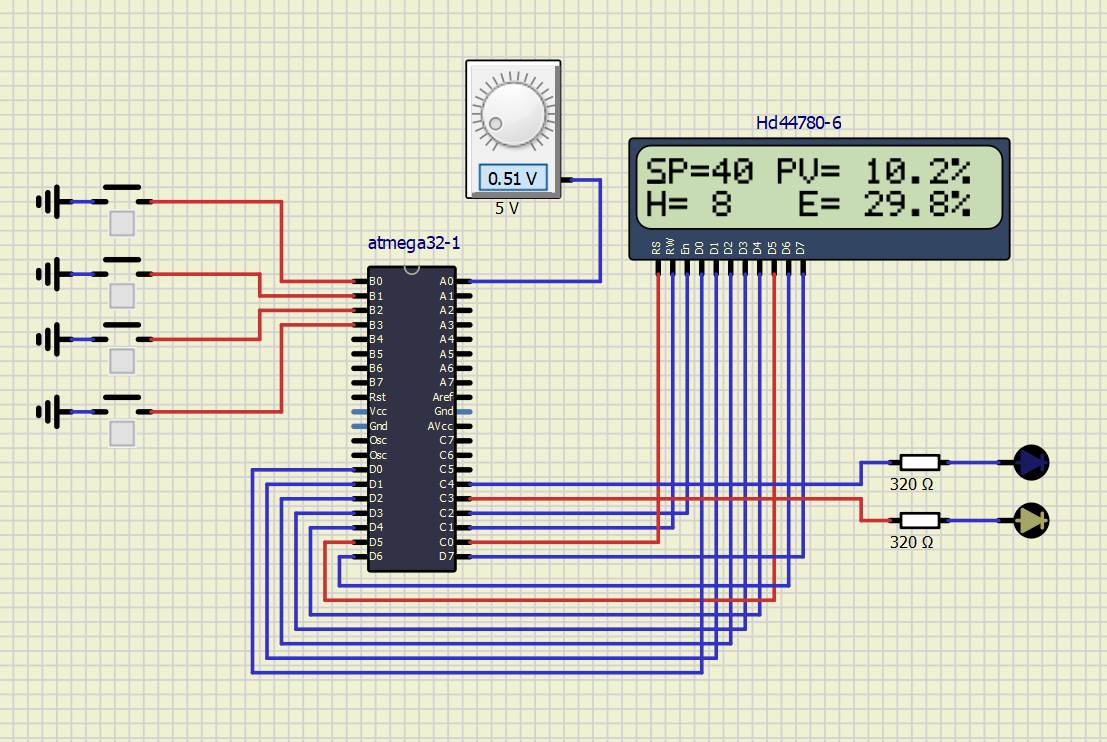 Hd44780-6
SP=40 PV= 10.2%
H= 8 E= 29.8%
RS RW En D0 D1 D2 D3 D4 D5 D6 D7
0.51 V
5 V
atmega32-1
B0 A0
B1 A1
B2 A2
B3 A3
B4 A4
B5 A5
B6 A6
B7 A7
Rst Aref
Vcc Gnd
Gnd AVcc
Osc C7
Osc C6
D0 C5
D1 C4
D2 C3
D3 C2
D4 C1
D5 C0
D6 D7
320 Ω
320 Ω